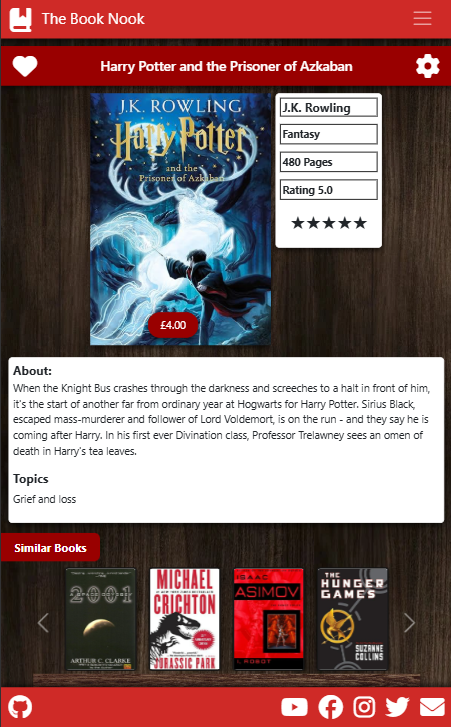 The Book Nook
Harry Potter and the Prisoner of Azkaban
J.K. ROWLING
Harry Potter
and the
Prisoner of Azkaban
£4.00
J.K. Rowling
Fantasy
480 Pages
Rating 5.0
About:
When the Knight Bus crashes through the darkness and screeches to a halt in front of him,
it's the start of another far from ordinary year at Hogwarts for Harry Potter. Sirius Black,
escaped mass-murderer and follower of Lord Voldemort, is on the run - and they say he is
coming after Harry. In his first ever Divination class, Professor Trelawney sees an omen of
death in Harry's tea leaves.
Topics
Grief and loss
Similar Books
2001
A SPACE ODYSSEY
ARTHUR C. CLARKE
MICHAEL
CRICHTON
JURASSIC PARK
ISAAC
ASIMOV
I, ROBOT
THE
HUNGER
GAMES
SUZANNE
COLLINS